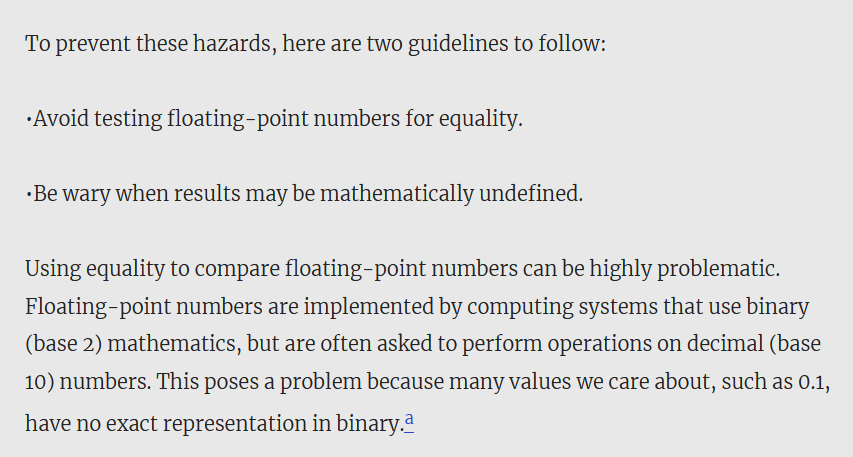 To prevent these hazards, here are two guidelines to follow:
•Avoid testing floating-point numbers for equality.
•Be wary when results may be mathematically undefined.
Using equality to compare floating-point numbers can be highly problematic.
Floating-point numbers are implemented by computing systems that use binary
(base 2) mathematics, but are often asked to perform operations on decimal (base
10) numbers. This poses a problem because many values we care about, such as 0.1,
have no exact representation in binary.a